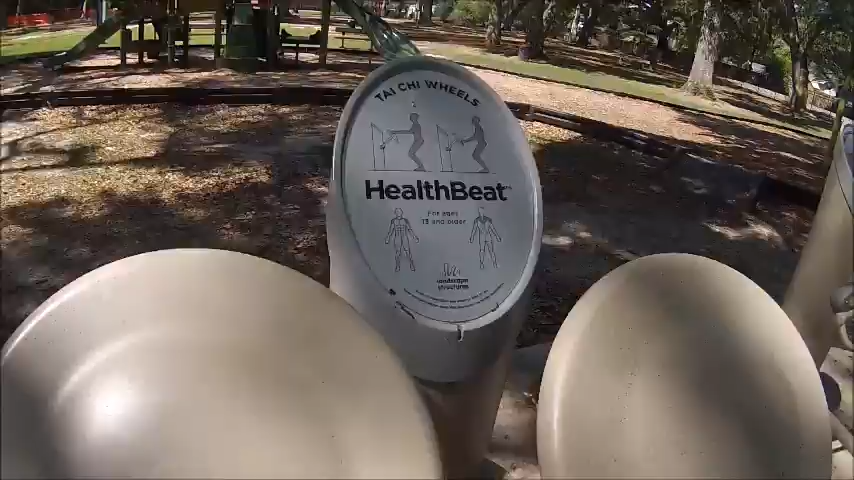 TAI CHI WHEELS
HealthBeat
For ages
13 and older
landscape
structures